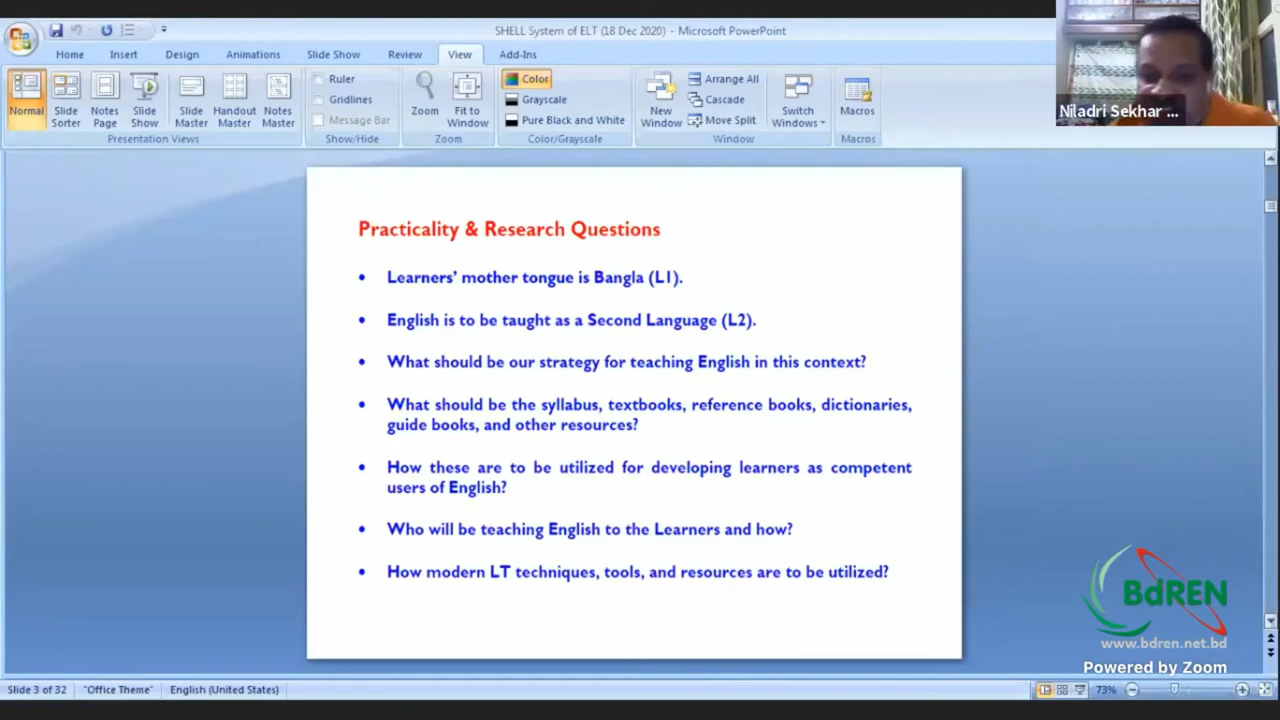 SHELL System of ELT (18 Dec 2020) - Microsoft PowerPoint
Home Insert Design Animations Slide Show Review View Add-Ins
Normal
Slide Sorter
Notes Page
Slide Show
Slide Master
Handout Master
Notes Master
Presentation Views
Ruler
Gridlines
Message Bar
Show/Hide
Zoom
Fit to Window
Zoom
Color
Grayscale
Pure Black and White
Color/Grayscale
New Window
Arrange All
Cascade
Move Split
Switch Windows
Window
Macros
Macros
Niladri Sekhar ...
Practicality & Research Questions
• Learners' mother tongue is Bangla (L1).
• English is to be taught as a Second Language (L2).
• What should be our strategy for teaching English in this context?
• What should be the syllabus, textbooks, reference books, dictionaries,
guide books, and other resources?
• How these are to be utilized for developing learners as competent
users of English?
• Who will be teaching English to the Learners and how?
• How modern LT techniques, tools, and resources are to be utilized?
BdREN
www.bdren.net.bd
Powered by Zoom
Slide 3 of 32 "Office Theme" English (United States) 73%